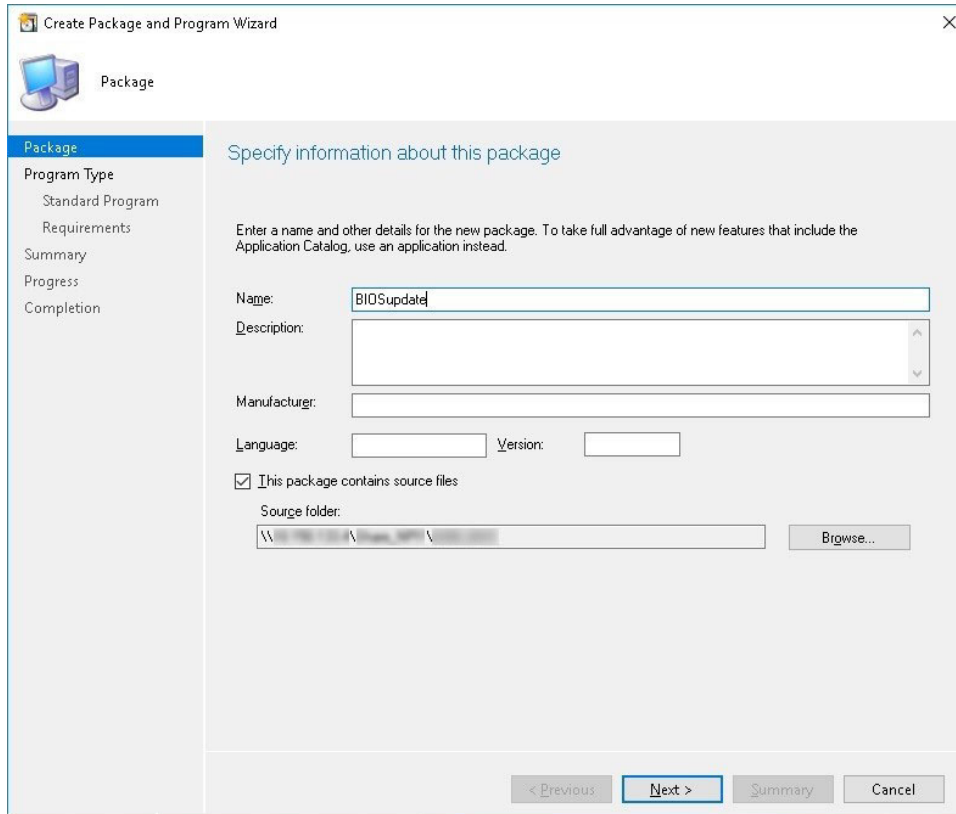 Create Package and Program Wizard
Package
Package
Program Type
Standard Program
Requirements
Summary
Progress
Completion
Specify information about this package
Enter a name and other details for the new package. To take full advantage of new features that include the
Application Catalog, use an application instead.
Name:
BIOSupdate
Description:
Manufacturer:
Language:
Version:
This package contains source files
Source folder:
\\ \ \
Browse...
< Previous
Next >
Summary
Cancel